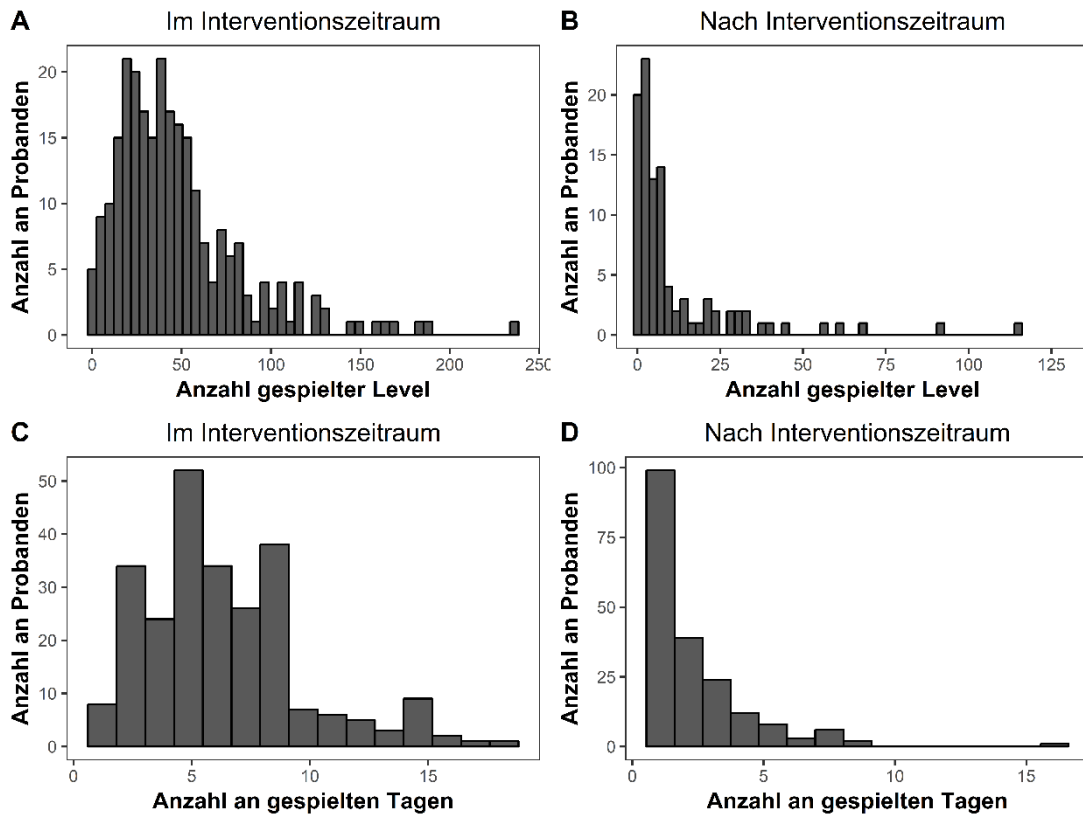 A Im Interventionszeitraum
Anzahl an Probanden
20
15
10
5
0
0 50 100 150 200 250
Anzahl gespielter Level
B Nach Interventionszeitraum
Anzahl an Probanden
20
15
10
5
0
0 25 50 75 100 125
Anzahl gespielter Level
C Im Interventionszeitraum
Anzahl an Probanden
50
40
30
20
10
0
0 5 10 15
Anzahl an gespielten Tagen
D Nach Interventionszeitraum
Anzahl an Probanden
100
75
50
25
0
0 5 10 15
Anzahl an gespielten Tagen